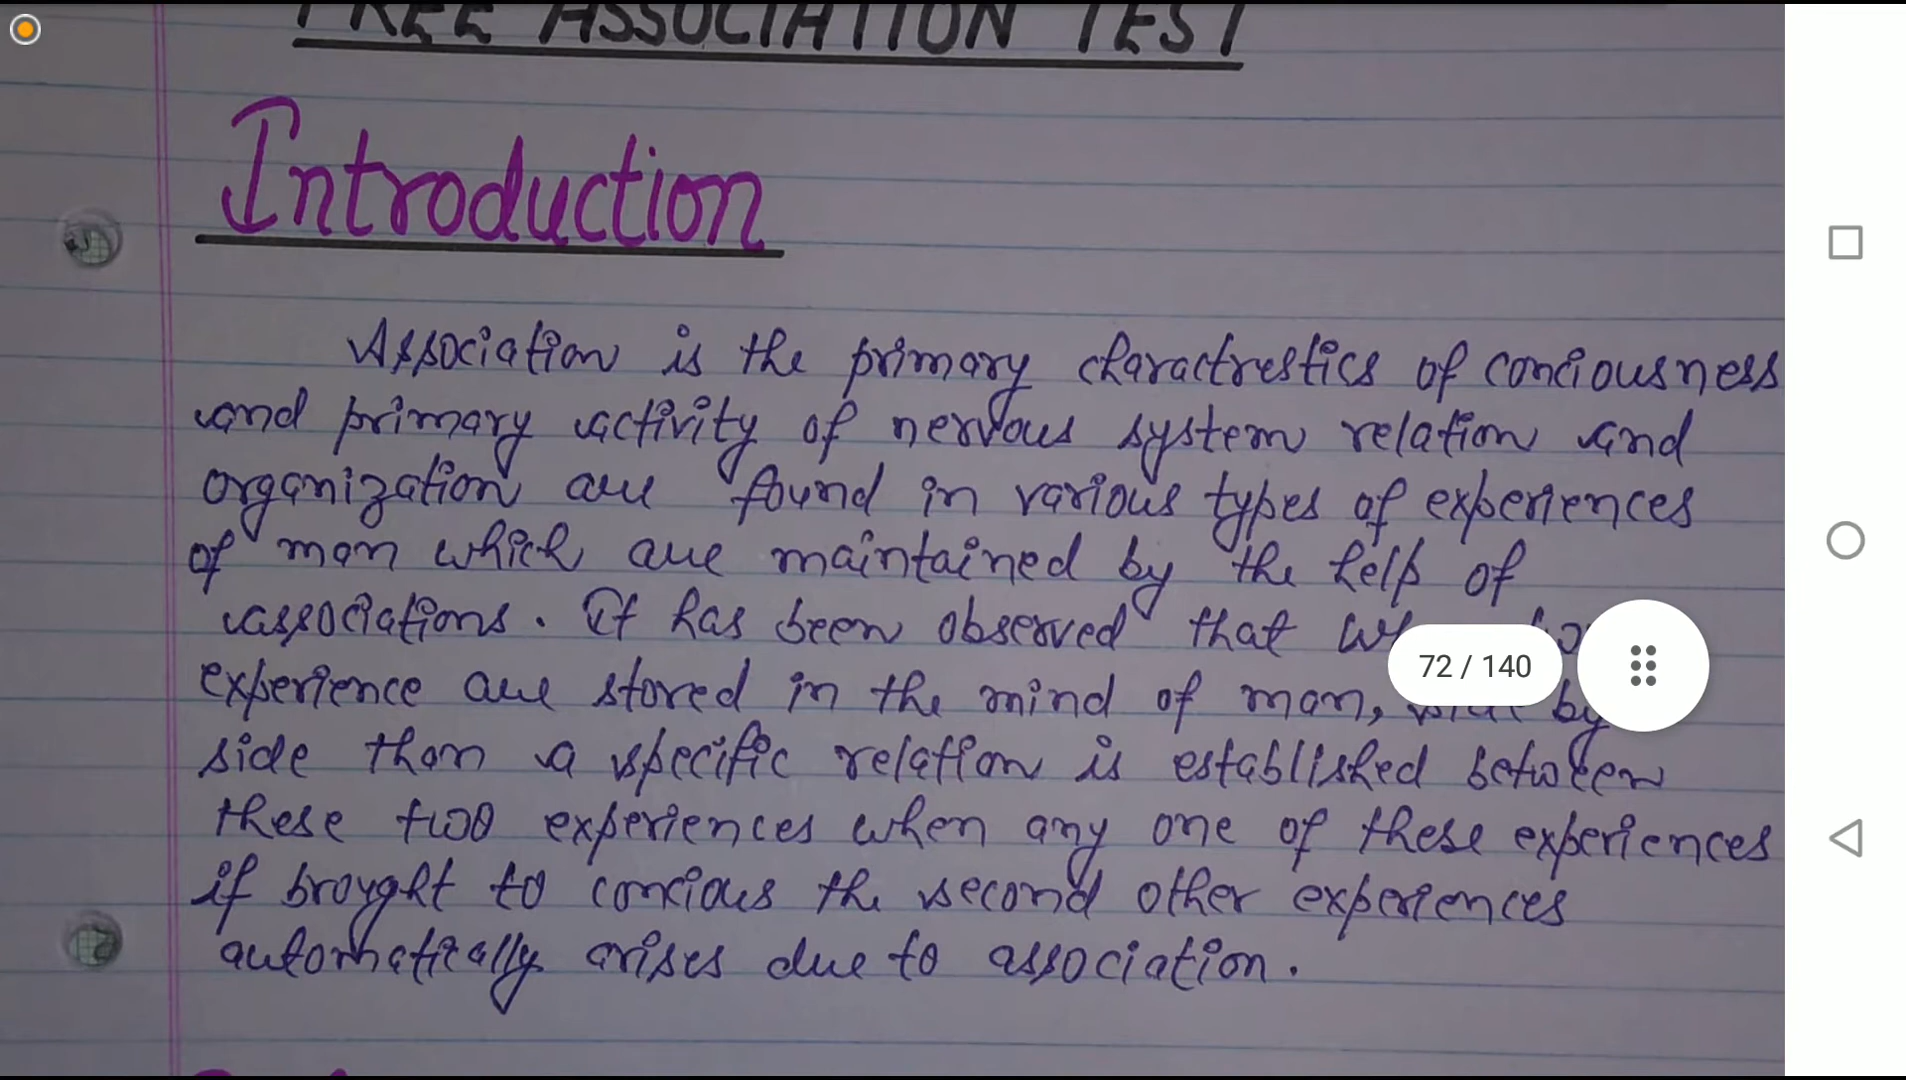 FREE ASSOCIATION TEST
Introduction
Association is the primary charactrestics of conciousness
and primary activity of nervous system relation and
organization are found in various types of experiences
of man which are maintained by the help of
associations. It has been observed that
72 / 140
experience are stored in the mind of man, by
side than a specific relation is established between
these two experiences when any one of these experiences
if brought to concious the second other experiences
automatically arises due to association.